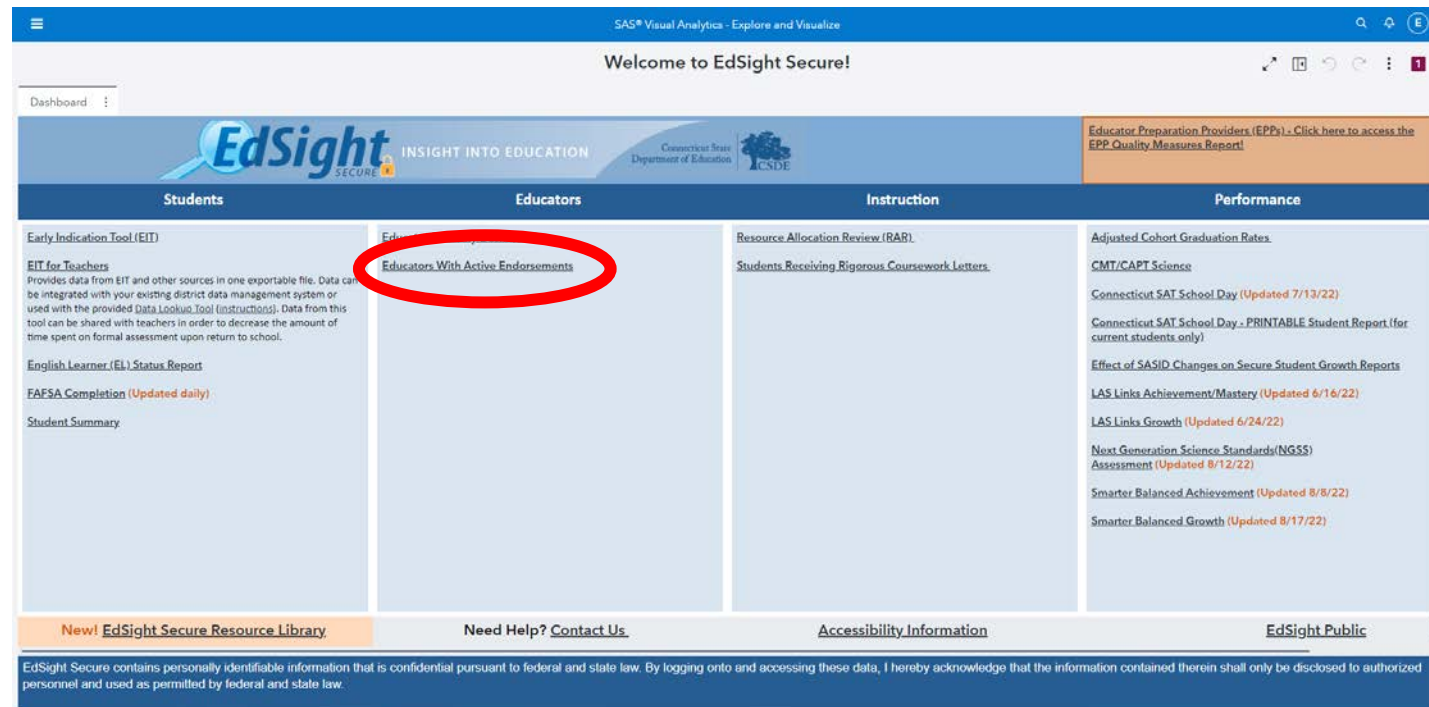 SAS® Visual Analytics - Explore and Visualize
E
Welcome to EdSight Secure!
1
Dashboard
EdSight
SECURE
INSIGHT INTO EDUCATION
Connecticut State
Department of Education
CSDE
Educator Preparation Providers (EPPs) - Click here to access the
EPP Quality Measures Report!
Students
Educators
Instruction
Performance
Early Indication Tool (EIT)
EIT for Teachers
Provides data from EIT and other sources in one exportable file. Data can
be integrated with your existing district data management system or
used with the provided Data Lookup Tool (instructions). Data from this
tool can be shared with teachers in order to decrease the amount of
time spent on formal assessment upon return to school.
English Learner (EL) Status Report
FAFSA Completion (Updated daily)
Student Summary
Educators With Active Endorsements
Resource Allocation Review (RAR)
Students Receiving Rigorous Coursework Letters
Adjusted Cohort Graduation Rates
CMT/CAPT Science
Connecticut SAT School Day (Updated 7/13/22)
Connecticut SAT School Day - PRINTABLE Student Report (for
current students only)
Effect of SASID Changes on Secure Student Growth Reports
LAS Links Achievement/Mastery (Updated 6/16/22)
LAS Links Growth (Updated 6/24/22)
Next Generation Science Standards(NGSS)
Assessment (Updated 8/12/22)
Smarter Balanced Achievement (Updated 8/8/22)
Smarter Balanced Growth (Updated 8/17/22)
New! EdSight Secure Resource Library
Need Help? Contact Us
Accessibility Information
EdSight Public
EdSight Secure contains personally identifiable information that is confidential pursuant to federal and state law. By logging onto and accessing these data, I hereby acknowledge that the information contained therein shall only be disclosed to authorized
personnel and used as permitted by federal and state law.